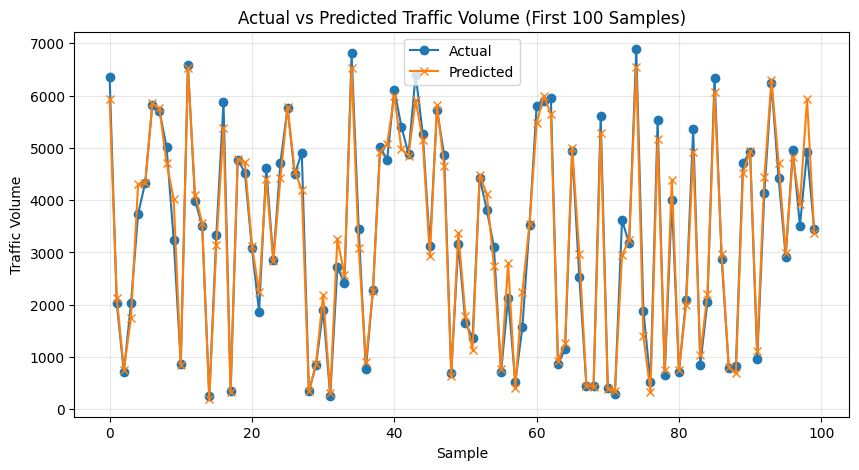 Actual vs Predicted Traffic Volume (First 100 Samples)
Actual
Predicted
Traffic Volume
7000
6000
5000
4000
3000
2000
1000
0
0 20 40 60 80 100
Sample